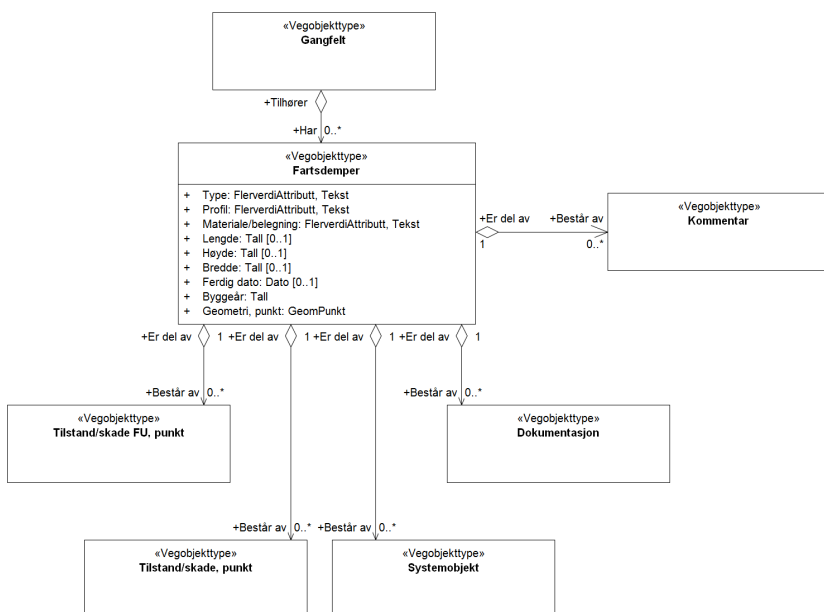 «Vegobjekttype»
Gangfelt
+Tilhører
+Har 0..*
«Vegobjekttype»
Fartsdemper
+ Type: FlerverdiAttributt, Tekst
+ Profil: FlerverdiAttributt, Tekst
+ Materiale/belegning: FlerverdiAttributt, Tekst
+ Lengde: Tall [0..1]
+ Høyde: Tall [0..1]
+ Bredde: Tall [0..1]
+ Ferdig dato: Dato [0..1]
+ Byggeår: Tall
+ Geometri, punkt: GeomPunkt
+Er del av +Består av
1 0..*
«Vegobjekttype»
Kommentar
+Er del av 1 +Er del av 1 +Er del av 1 +Er del av 1
+Består av 0..* +Består av 0..*
«Vegobjekttype»
Tilstand/skade FU, punkt
«Vegobjekttype»
Dokumentasjon
+Består av 0..* +Består av 0..*
«Vegobjekttype»
Tilstand/skade, punkt
«Vegobjekttype»
Systemobjekt